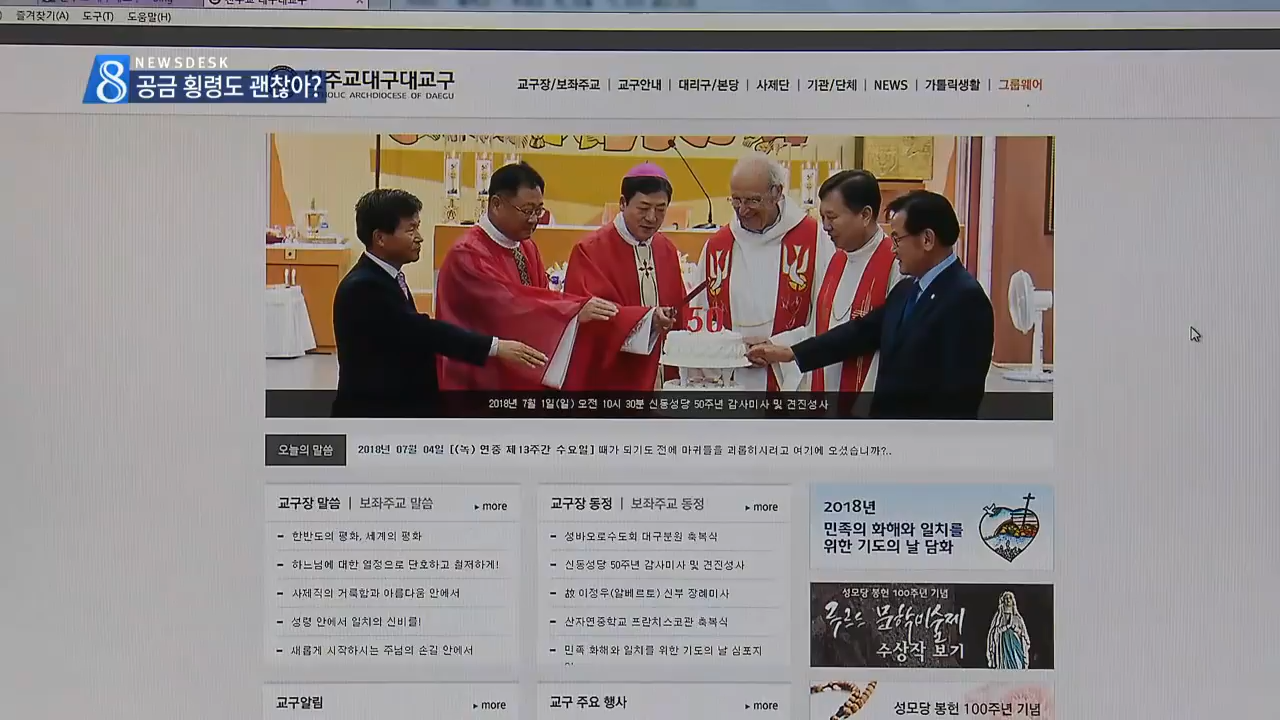 즐겨찾기(A) 도구(T) 도움말(H)
8 NEWSDESK
공금 횡령도 괜찮아?
주교대구대교구
OLIC ARCHDIOCESE OF DAEGU
교구장/보좌주교 | 교구안내 | 대리구/본당 | 사제단 | 기관/단체 | NEWS | 가톨릭생활 | 그룹웨어
50
2018년 7월 1일(일) 오전 10시 30분 신동성당 50주년 감사미사 및 견진성사
오늘의 말씀 2018년 07월 04일 [(녹) 연중 제13주간 수요일] 때가 되기도 전에 마귀들을 괴롭히시려고 여기에 오셨습니까?..
교구장 말씀 | 보좌주교 말씀 ▸ more
- 한반도의 평화, 세계의 평화
- 하느님에 대한 열정으로 단호하고 철저하게!
- 사제직의 거룩함과 아름다움 안에서
- 성령 안에서 일치의 신비를!
- 새롭게 시작하시는 주님의 손길 안에서
교구장 동정 | 보좌주교 동정 ▸ more
- 성바오로수도회 대구분원 축복식
- 신동성당 50주년 감사미사 및 견진성사
- 故 이정우(알베르토) 신부 장례미사
- 산자연중학교 프란치스코관 축복식
- 민족 화해와 일치를 위한 기도의 날 심포지
2018년
민족의 화해와 일치를
위한 기도의 날 담화
성모당 봉헌 100주년 기념
루르드 문학미술제
수상작 보기
교구알림 ▸ more
교구 주요 행사 ▸ more
성모당 봉헌 100주년 기념